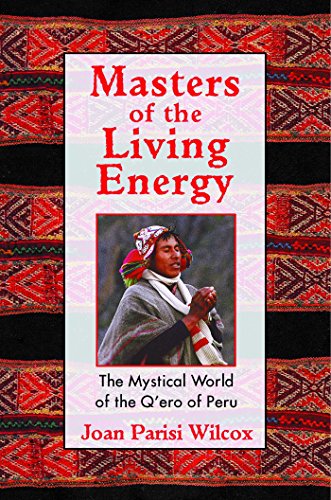 Masters
of the
Living
Energy
The Mystical World
of the Q'ero of Peru
Joan Parisi Wilcox